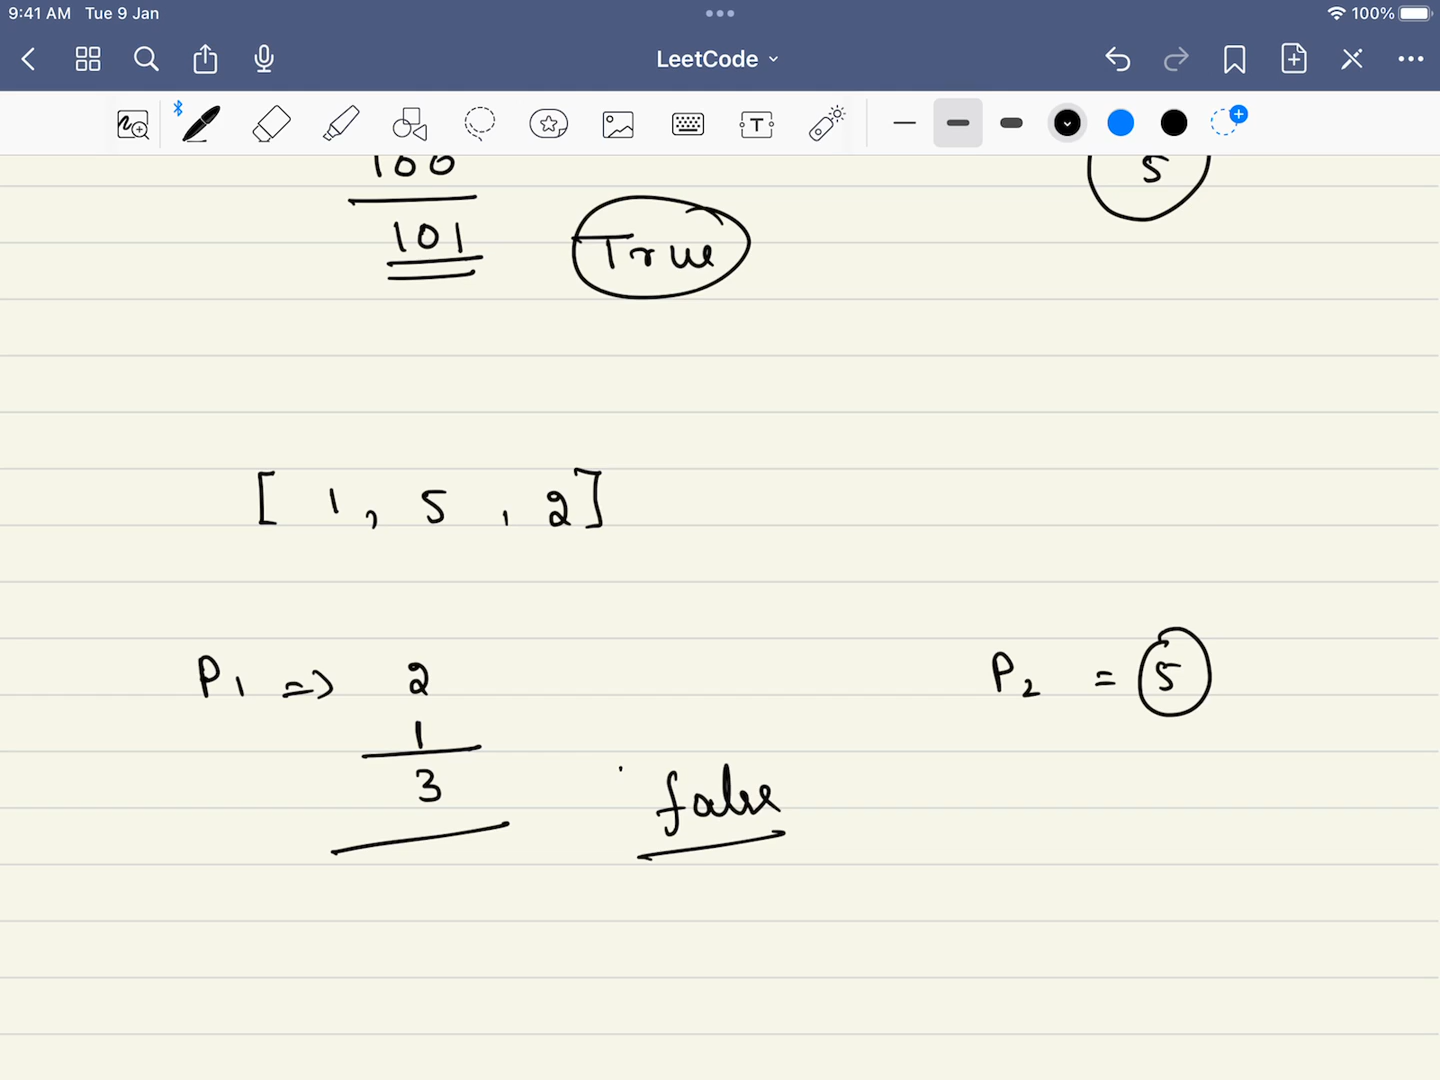 9:41 AM Tue 9 Jan
100%
LeetCode
T
100
5
101
True
[ 1, 5, 2]
P1 => 2
P2 = 5
1
3
false